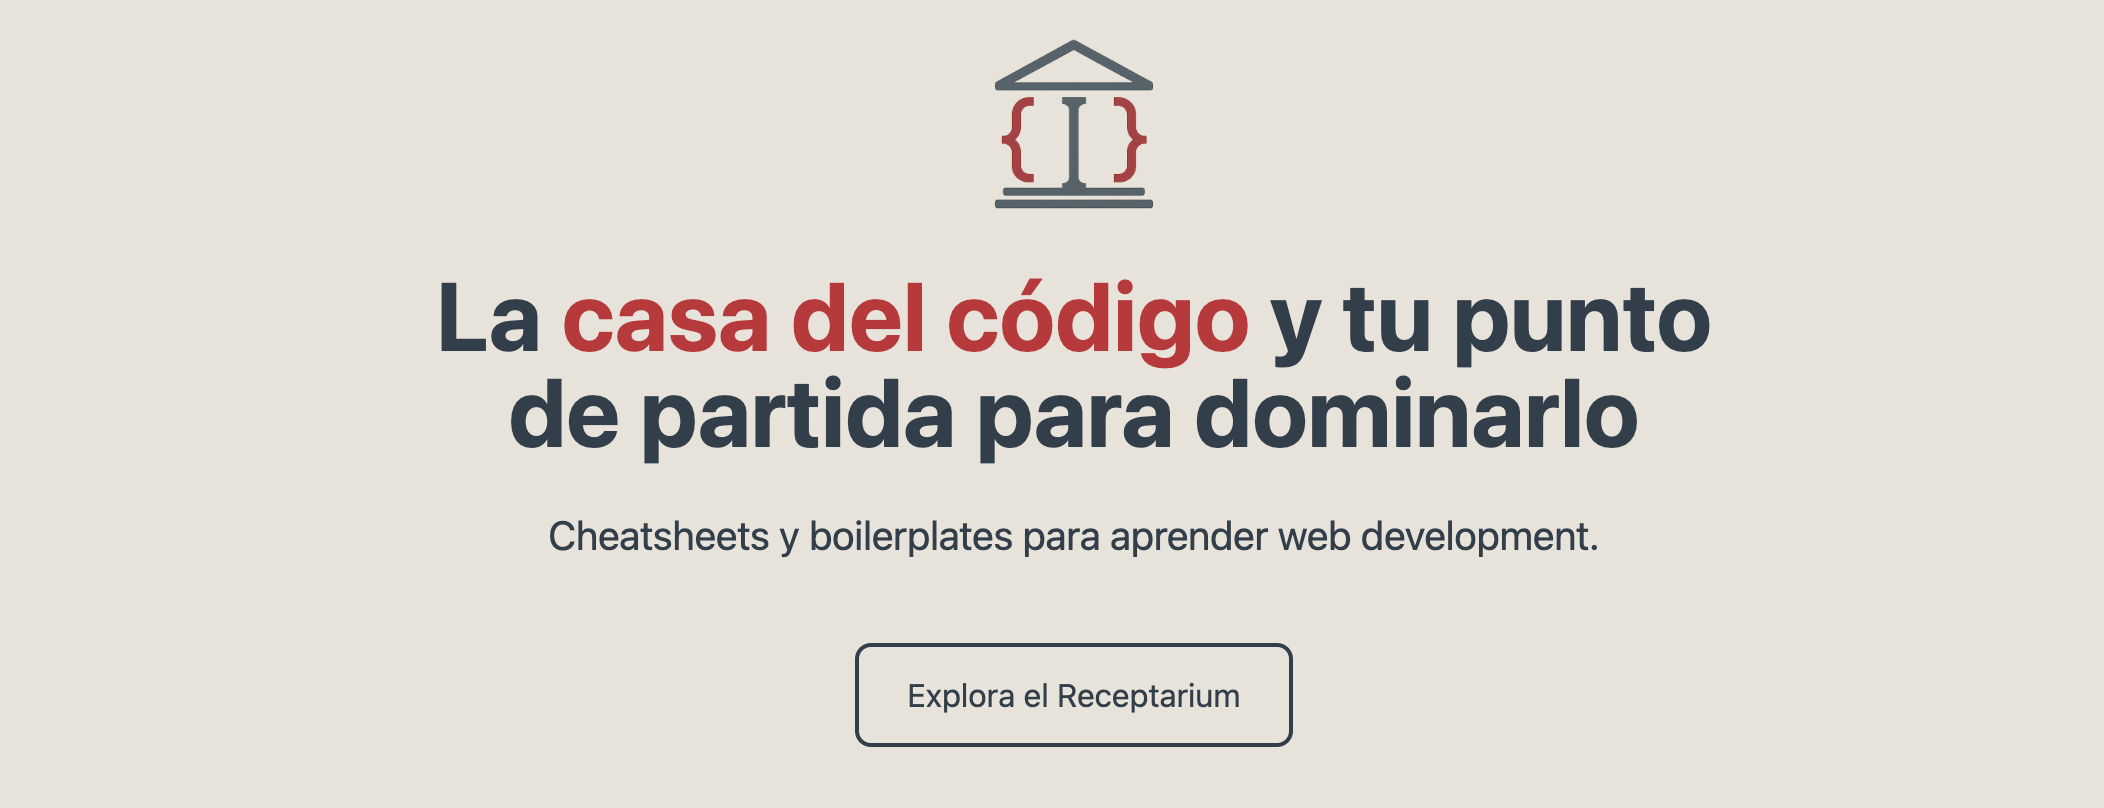 La casa del código y tu punto
de partida para dominarlo
Cheatsheets y boilerplates para aprender web development.
Explora el Receptarium